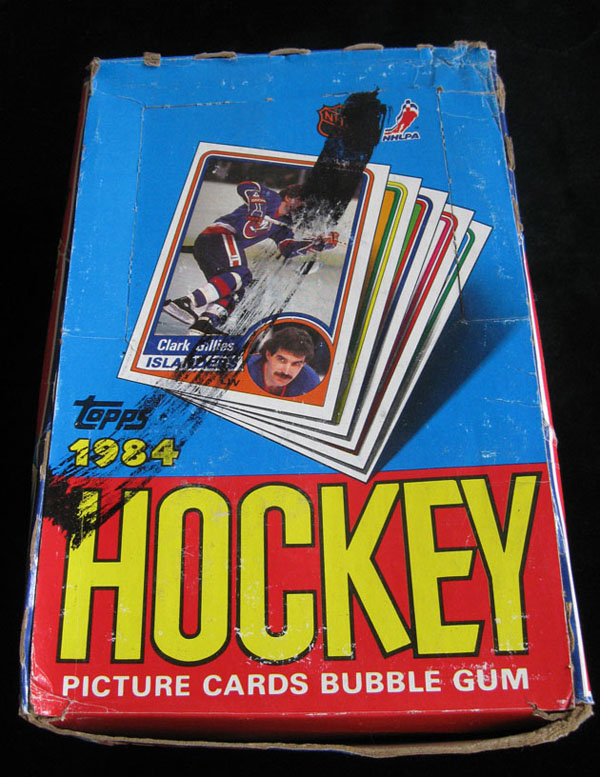 NHLPA
Clark Gillies
ISLANDERS
Topps
1984
HOCKEY
PICTURE CARDS BUBBLE GUM